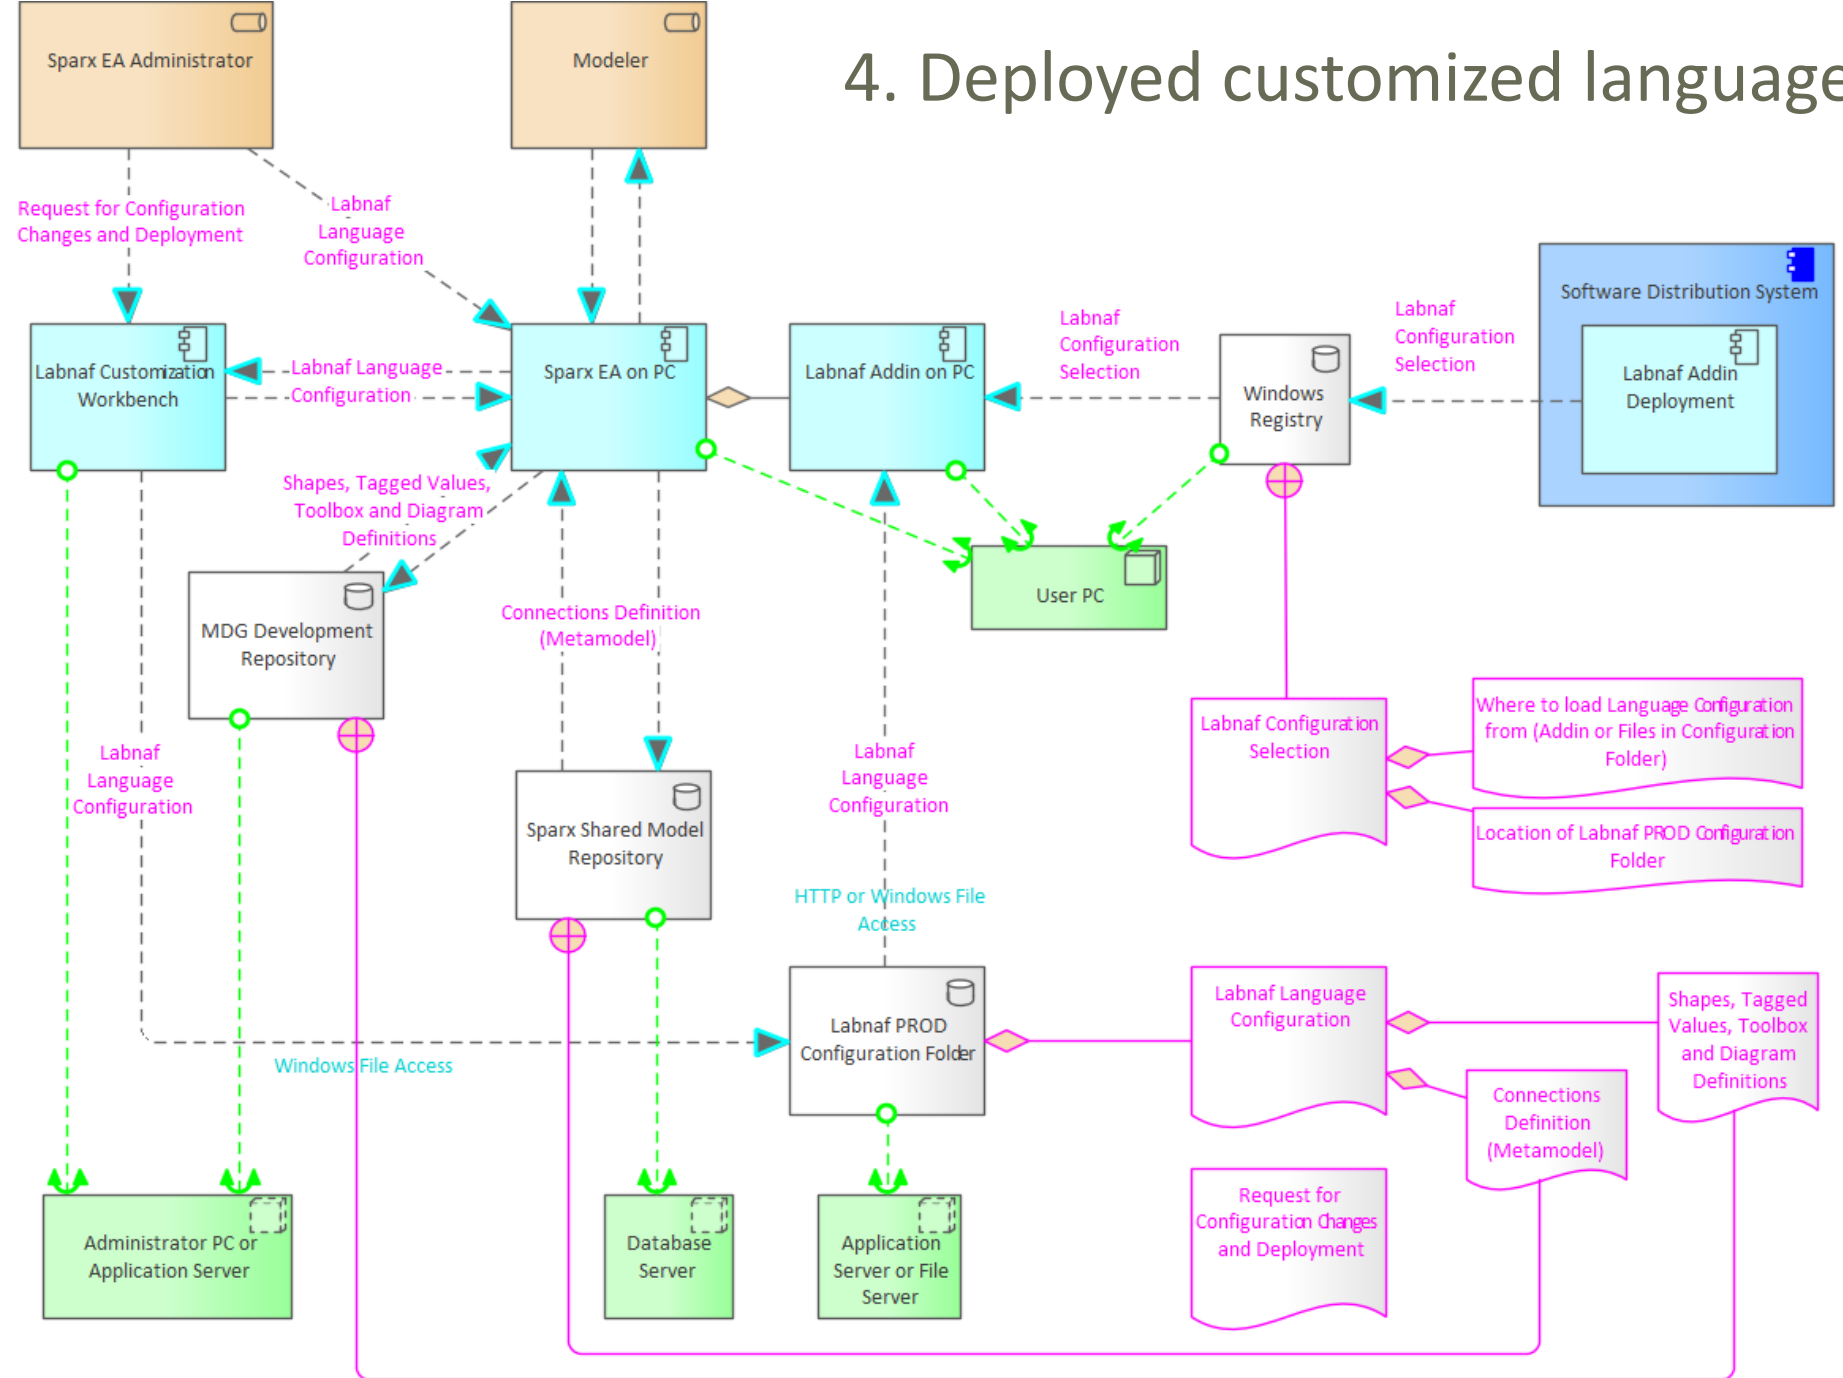 4. Deployed customized language
Sparx EA Administrator
Modeler
Request for Configuration
Changes and Deployment
Labnaf
Language
Configuration
Labnaf Customization
Workbench
Labnaf Language
Configuration
Sparx EA on PC
Labnaf Addin on PC
Labnaf
Configuration
Selection
Windows
Registry
Labnaf
Configuration
Selection
Software Distribution System
Labnaf Addin
Deployment
Shapes, Tagged Values,
Toolbox and Diagram
Definitions
MDG Development
Repository
Connections Definition
(Metamodel)
User PC
Labnaf
Language
Configuration
Sparx Shared Model
Repository
Labnaf
Language
Configuration
HTTP or Windows File
Access
Labnaf Configuration
Selection
Where to load Language Configuration
from (Addin or Files in Configuration
Folder)
Location of Labnaf PROD Configuration
Folder
Windows File Access
Labnaf PROD
Configuration Folder
Labnaf Language
Configuration
Shapes, Tagged
Values, Toolbox
and Diagram
Definitions
Connections
Definition
(Metamodel)
Request for
Configuration Changes
and Deployment
Administrator PC or
Application Server
Database
Server
Application
Server or File
Server